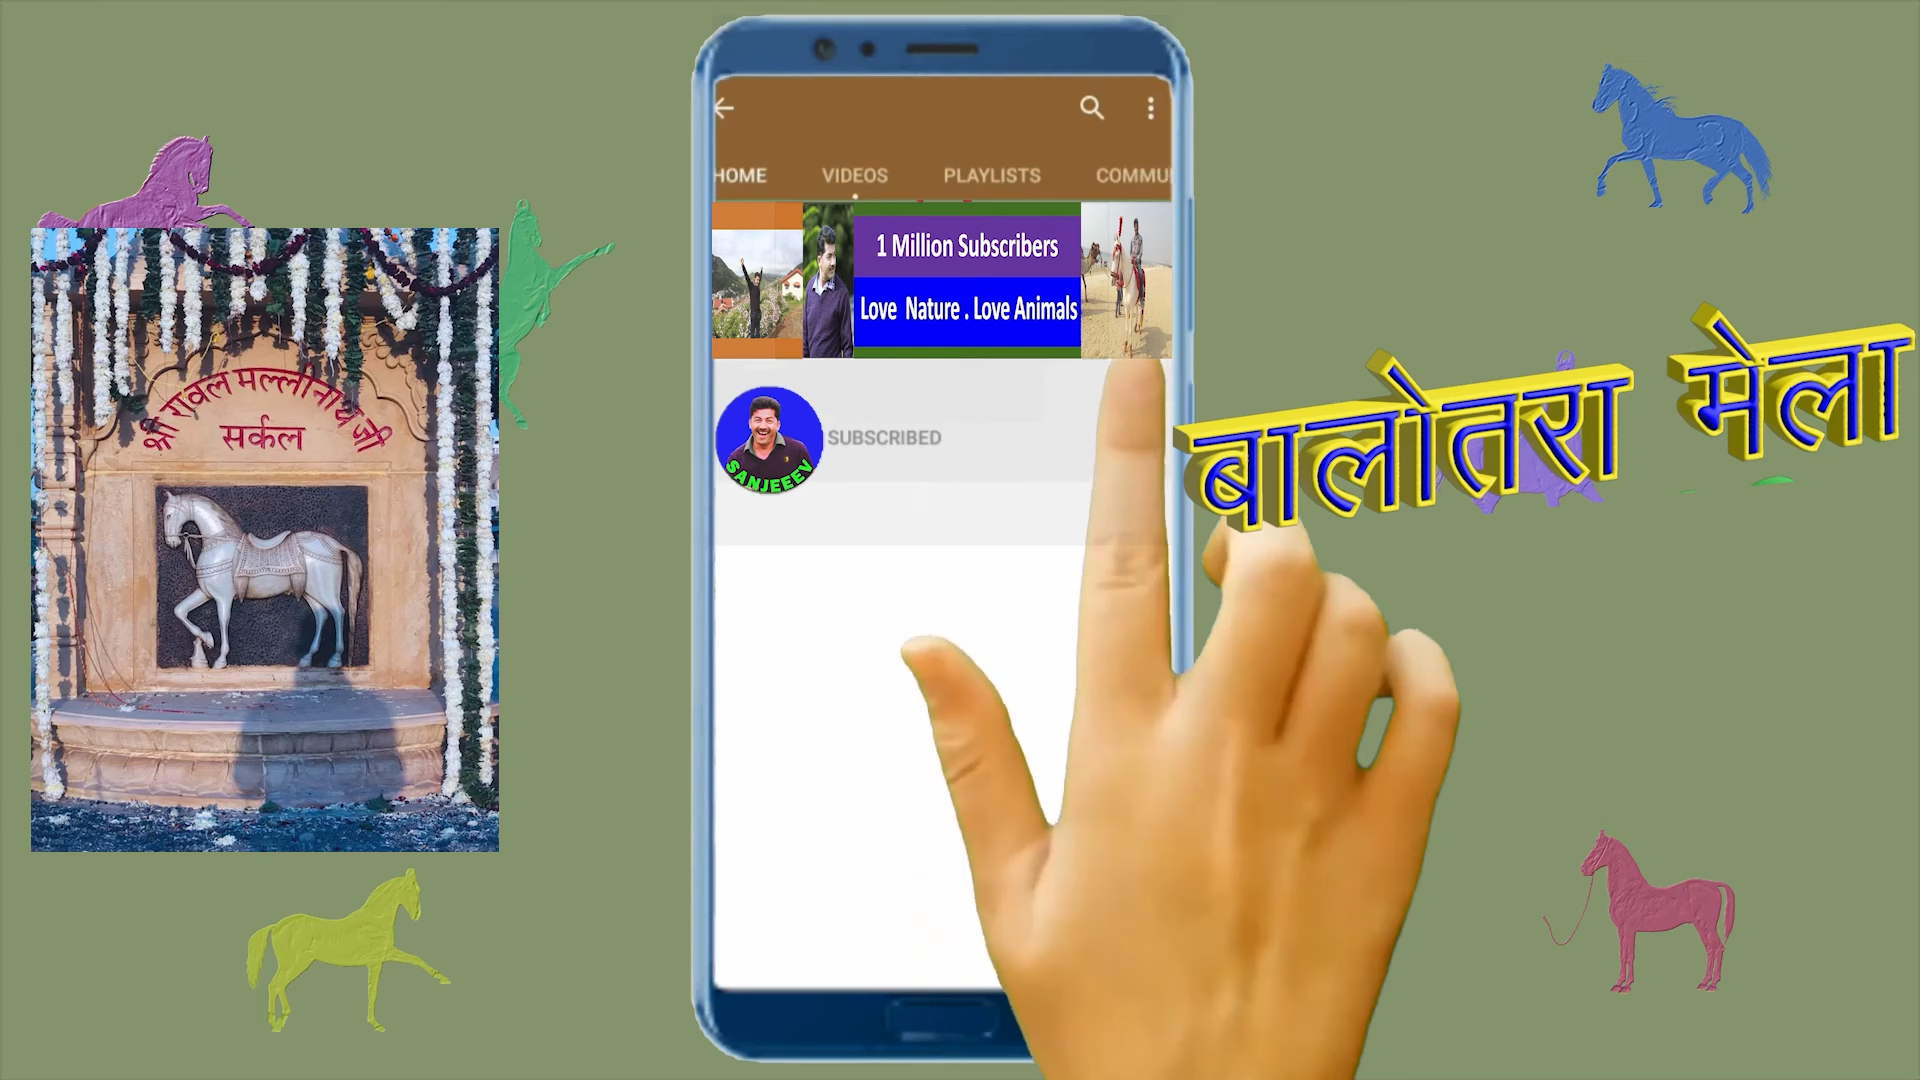 श्री रावल मल्लीनाथ जी
सर्कल
HOME VIDEOS PLAYLISTS COMMU
1 Million Subscribers
Love Nature . Love Animals
SUBSCRIBED
SANJEEEV
बालोतरा मेला